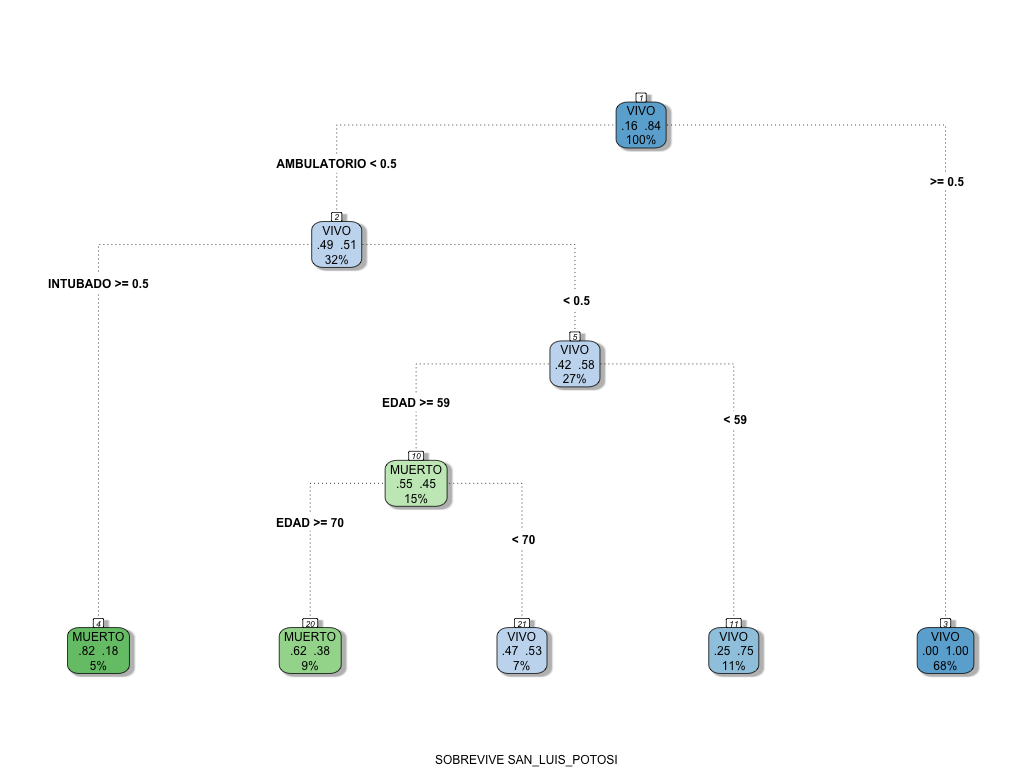 1
VIVO
.16 .84
100%
AMBULATORIO < 0.5
>= 0.5
2
VIVO
.49 .51
32%
INTUBADO >= 0.5
< 0.5
5
VIVO
.42 .58
27%
EDAD >= 59
< 59
10
MUERTO
.55 .45
15%
EDAD >= 70
< 70
4
MUERTO
.82 .18
5%
20
MUERTO
.62 .38
9%
21
VIVO
.47 .53
7%
11
VIVO
.25 .75
11%
3
VIVO
.00 1.00
68%
SOBREVIVE SAN_LUIS_POTOSI